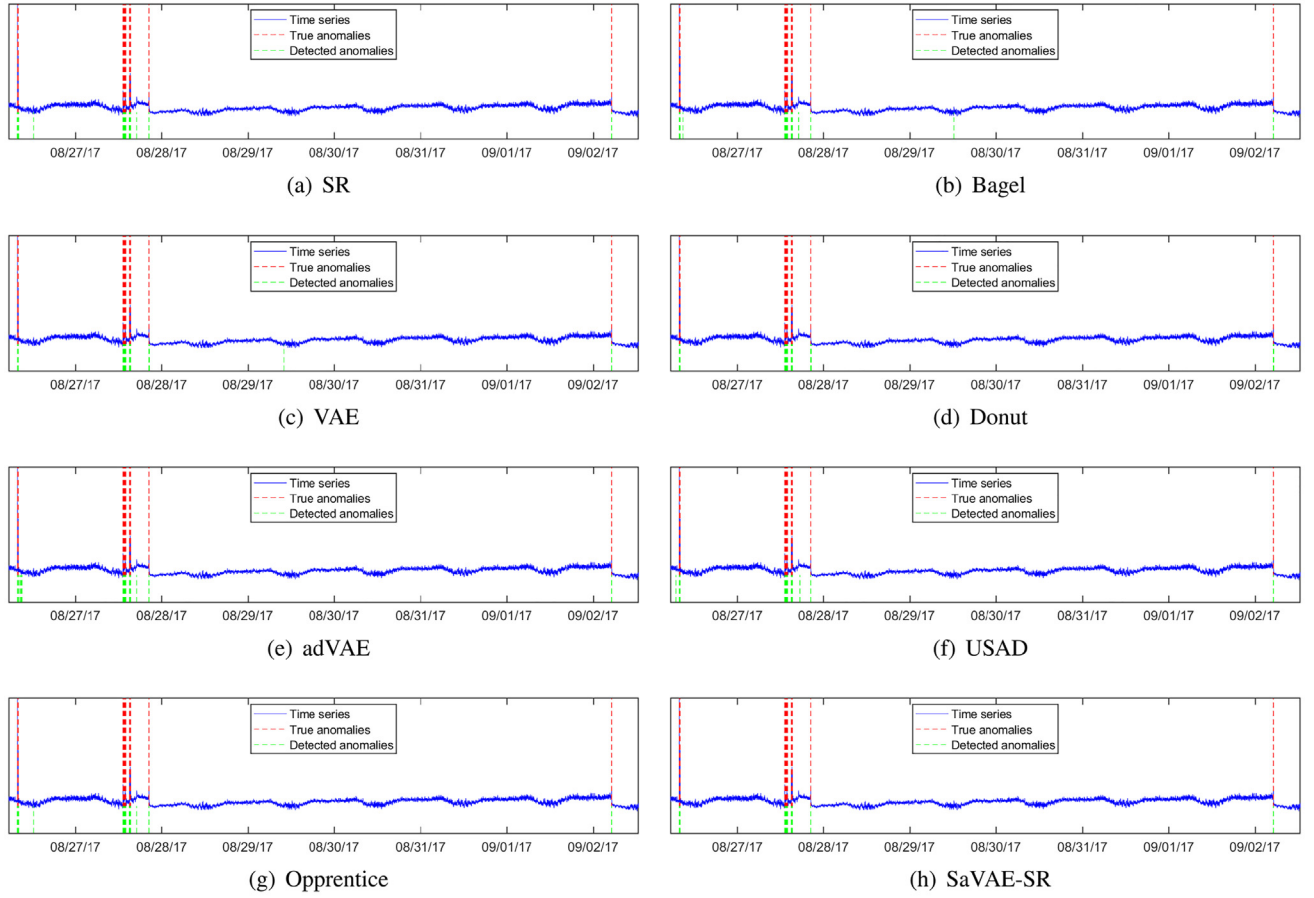 Time series
True anomalies
Detected anomalies
08/27/17 08/28/17 08/29/17 08/30/17 08/31/17 09/01/17 09/02/17
(a) SR
Time series
True anomalies
Detected anomalies
08/27/17 08/28/17 08/29/17 08/30/17 08/31/17 09/01/17 09/02/17
(b) Bagel
Time series
True anomalies
Detected anomalies
08/27/17 08/28/17 08/29/17 08/30/17 08/31/17 09/01/17 09/02/17
(c) VAE
Time series
True anomalies
Detected anomalies
08/27/17 08/28/17 08/29/17 08/30/17 08/31/17 09/01/17 09/02/17
(d) Donut
Time series
True anomalies
Detected anomalies
08/27/17 08/28/17 08/29/17 08/30/17 08/31/17 09/01/17 09/02/17
(e) adVAE
Time series
True anomalies
Detected anomalies
08/27/17 08/28/17 08/29/17 08/30/17 08/31/17 09/01/17 09/02/17
(f) USAD
Time series
True anomalies
Detected anomalies
08/27/17 08/28/17 08/29/17 08/30/17 08/31/17 09/01/17 09/02/17
(g) Opprentice
Time series
True anomalies
Detected anomalies
08/27/17 08/28/17 08/29/17 08/30/17 08/31/17 09/01/17 09/02/17
(h) SaVAE-SR